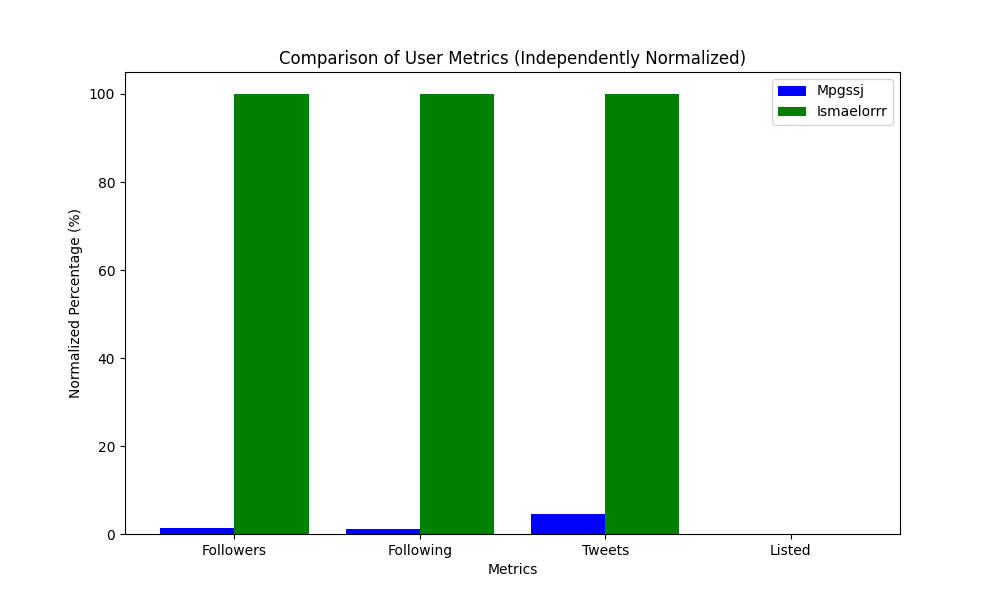 Comparison of User Metrics (Independently Normalized)
Mpgssj
Ismaelorrr
Normalized Percentage (%)
100
80
60
40
20
0
Followers
Following
Tweets
Listed
Metrics